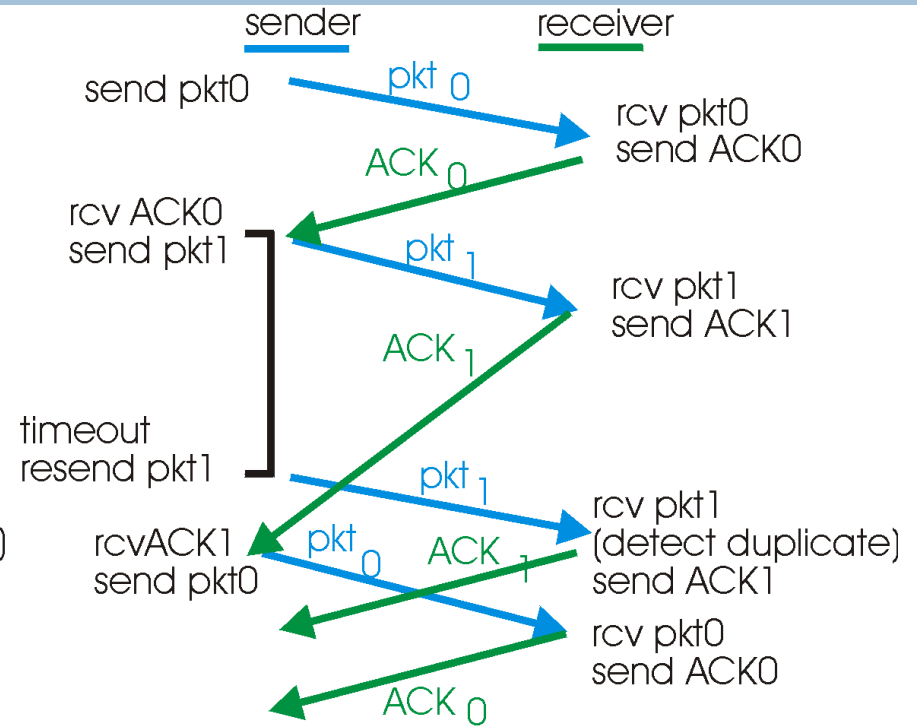 sender
receiver
send pkt0
pkt 0
rcv pkt0
send ACK0
ACK 0
rcv ACK0
send pkt1
pkt 1
rcv pkt1
send ACK1
ACK 1
timeout
resend pkt1
pkt 1
rcv pkt1
(detect duplicate)
send ACK1
)
rcvACK1
send pkt0
pkt 0
ACK 1
rcv pkt0
send ACK0
ACK 0